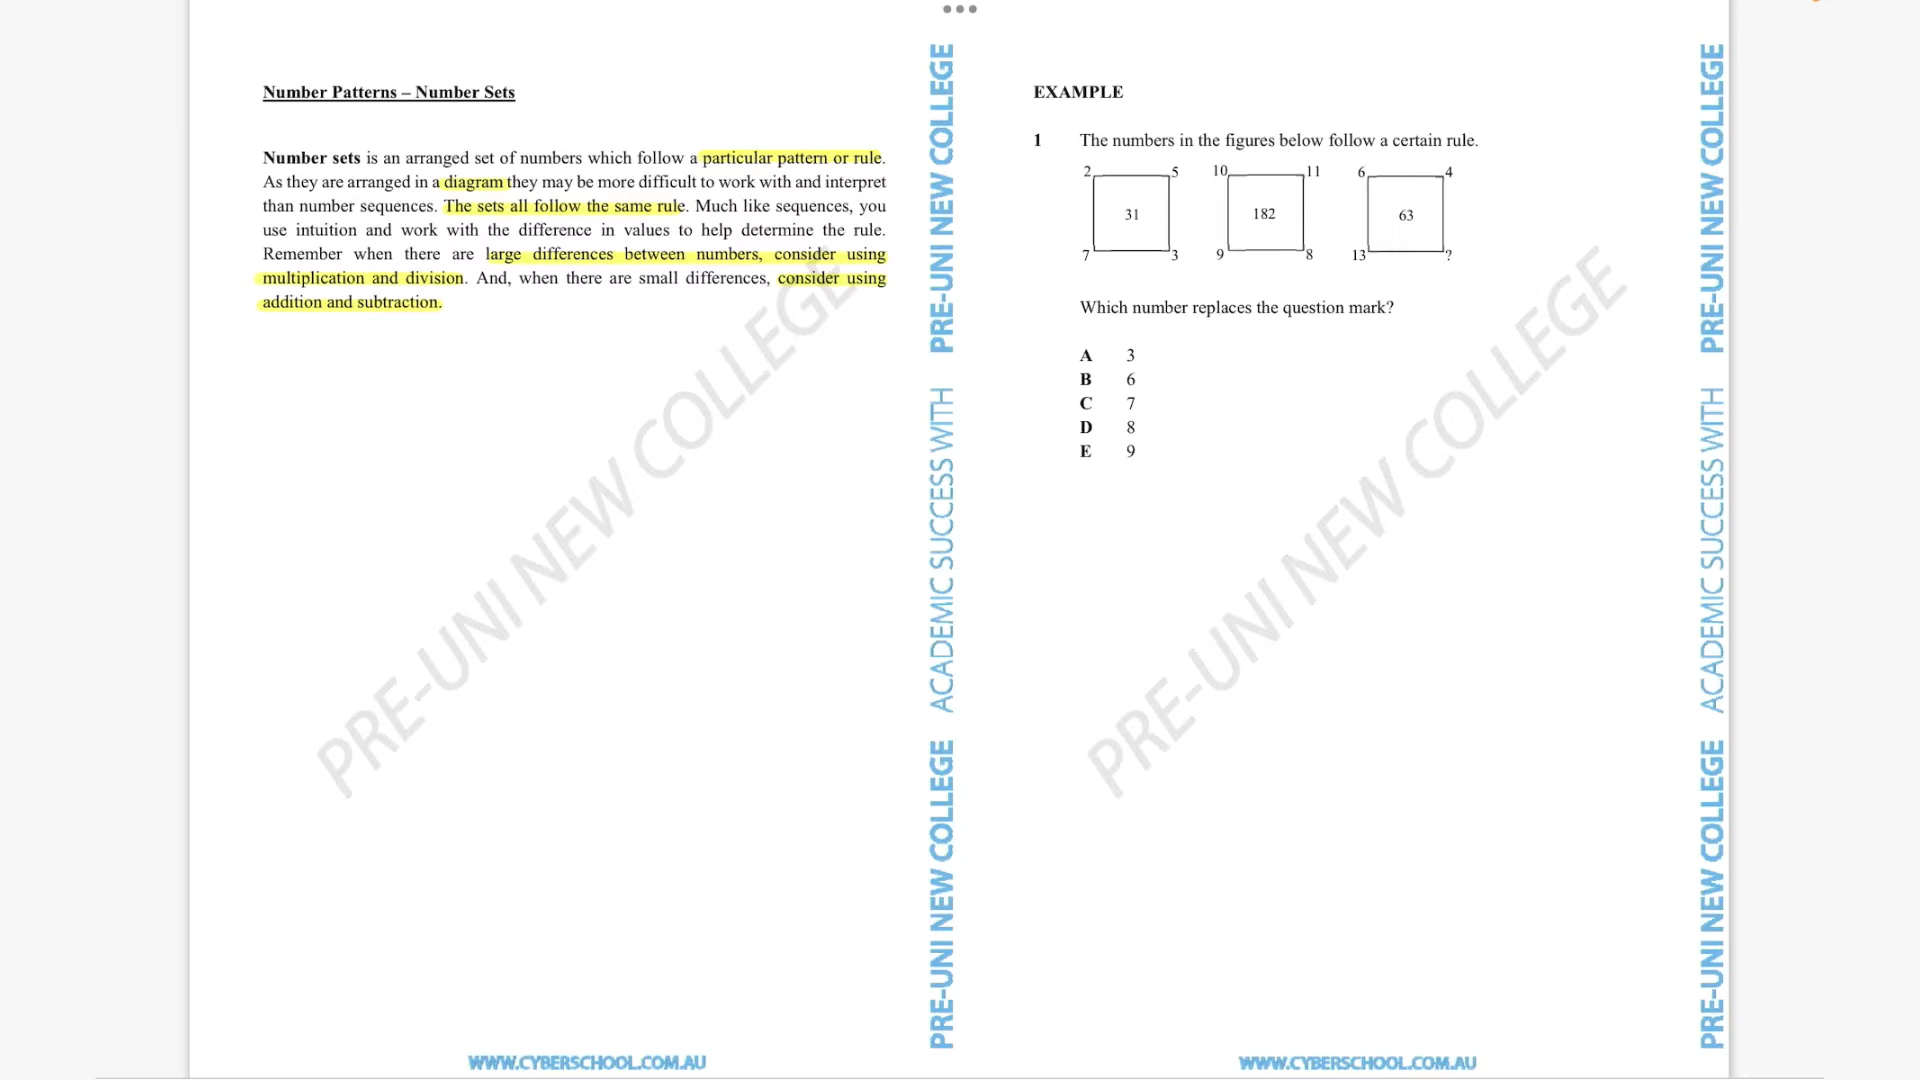 Number Patterns – Number Sets
Number sets is an arranged set of numbers which follow a particular pattern or rule.
As they are arranged in a diagram they may be more difficult to work with and interpret
than number sequences. The sets all follow the same rule. Much like sequences, you
use intuition and work with the difference in values to help determine the rule.
Remember when there are large differences between numbers, consider using
multiplication and division. And, when there are small differences, consider using
addition and subtraction.
PRE-UNI NEW COLLEGE
PRE-UNI NEW COLLEGE ACADEMIC SUCCESS WITH PRE-UNI NEW COLLEGE
WWW.CYBERSCHOOL.COM.AU
EXAMPLE
1 The numbers in the figures below follow a certain rule.
2 5 10 11 6 4
31 182 63
7 3 9 8 13 ?
Which number replaces the question mark?
A 3
B 6
C 7
D 8
E 9
PRE-UNI NEW COLLEGE
PRE-UNI NEW COLLEGE ACADEMIC SUCCESS WITH PRE-UNI NEW COLLEGE
WWW.CYBERSCHOOL.COM.AU